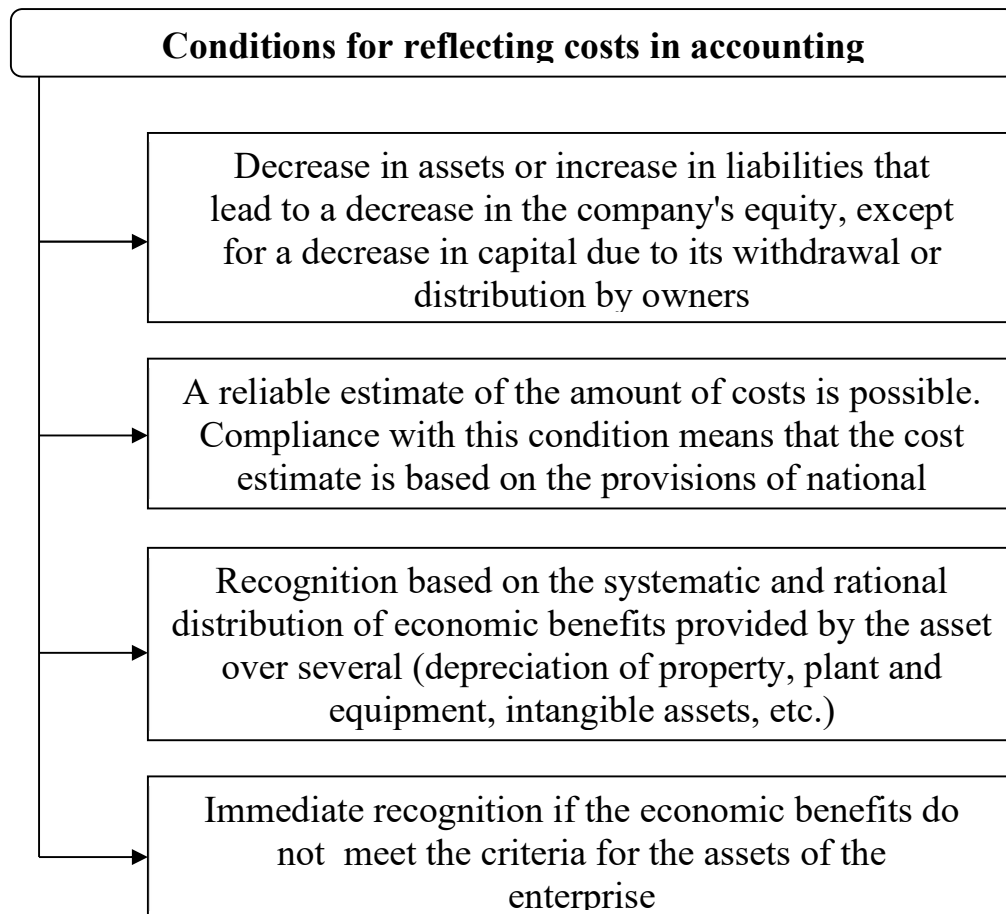 Conditions for reflecting costs in accounting
Decrease in assets or increase in liabilities that
lead to a decrease in the company's equity, except
for a decrease in capital due to its withdrawal or
distribution by owners
A reliable estimate of the amount of costs is possible.
Compliance with this condition means that the cost
estimate is based on the provisions of national
Recognition based on the systematic and rational
distribution of economic benefits provided by the asset
over several (depreciation of property, plant and
equipment, intangible assets, etc.)
Immediate recognition if the economic benefits do
not meet the criteria for the assets of the
enterprise